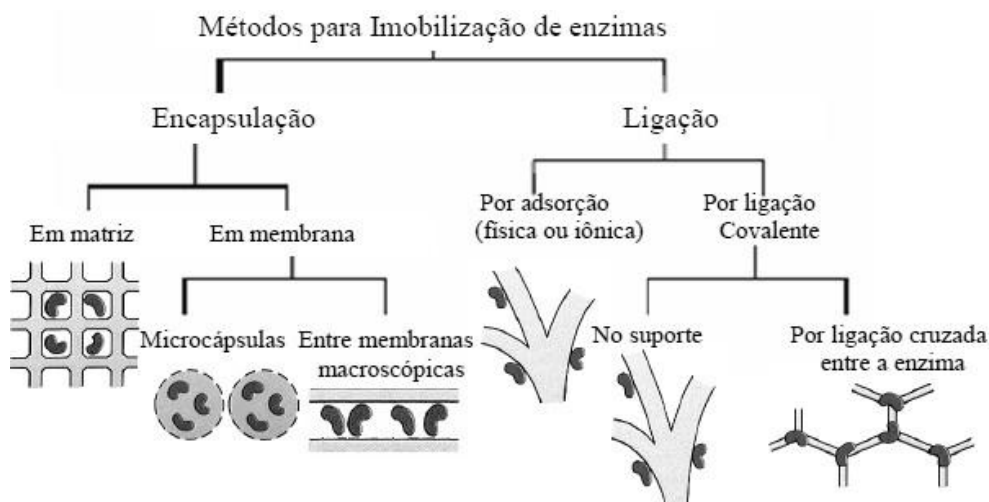 Métodos para Imobilização de enzimas
Encapsulação
Ligação
Por adsorção
(física ou iônica)
Por ligação
Covalente
Em matriz
Em membrana
Microcápsulas
Entre membranas
macroscópicas
No suporte
Por ligação cruzada
entre a enzima